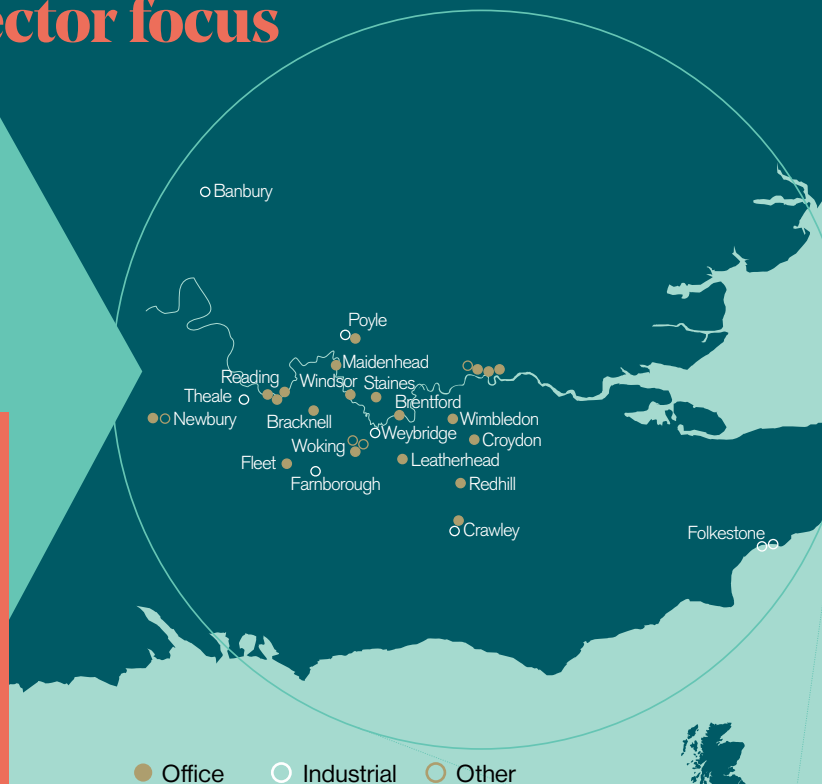 ector focus
Banbury
Poyle
Maidenhead
Reading
Windsor
Staines
Theale
Brentford
Newbury
Bracknell
Wimbledon
Weybridge
Croydon
Woking
Fleet
Leatherhead
Farnborough
Redhill
Crawley
Folkestone
Office
Industrial
Other